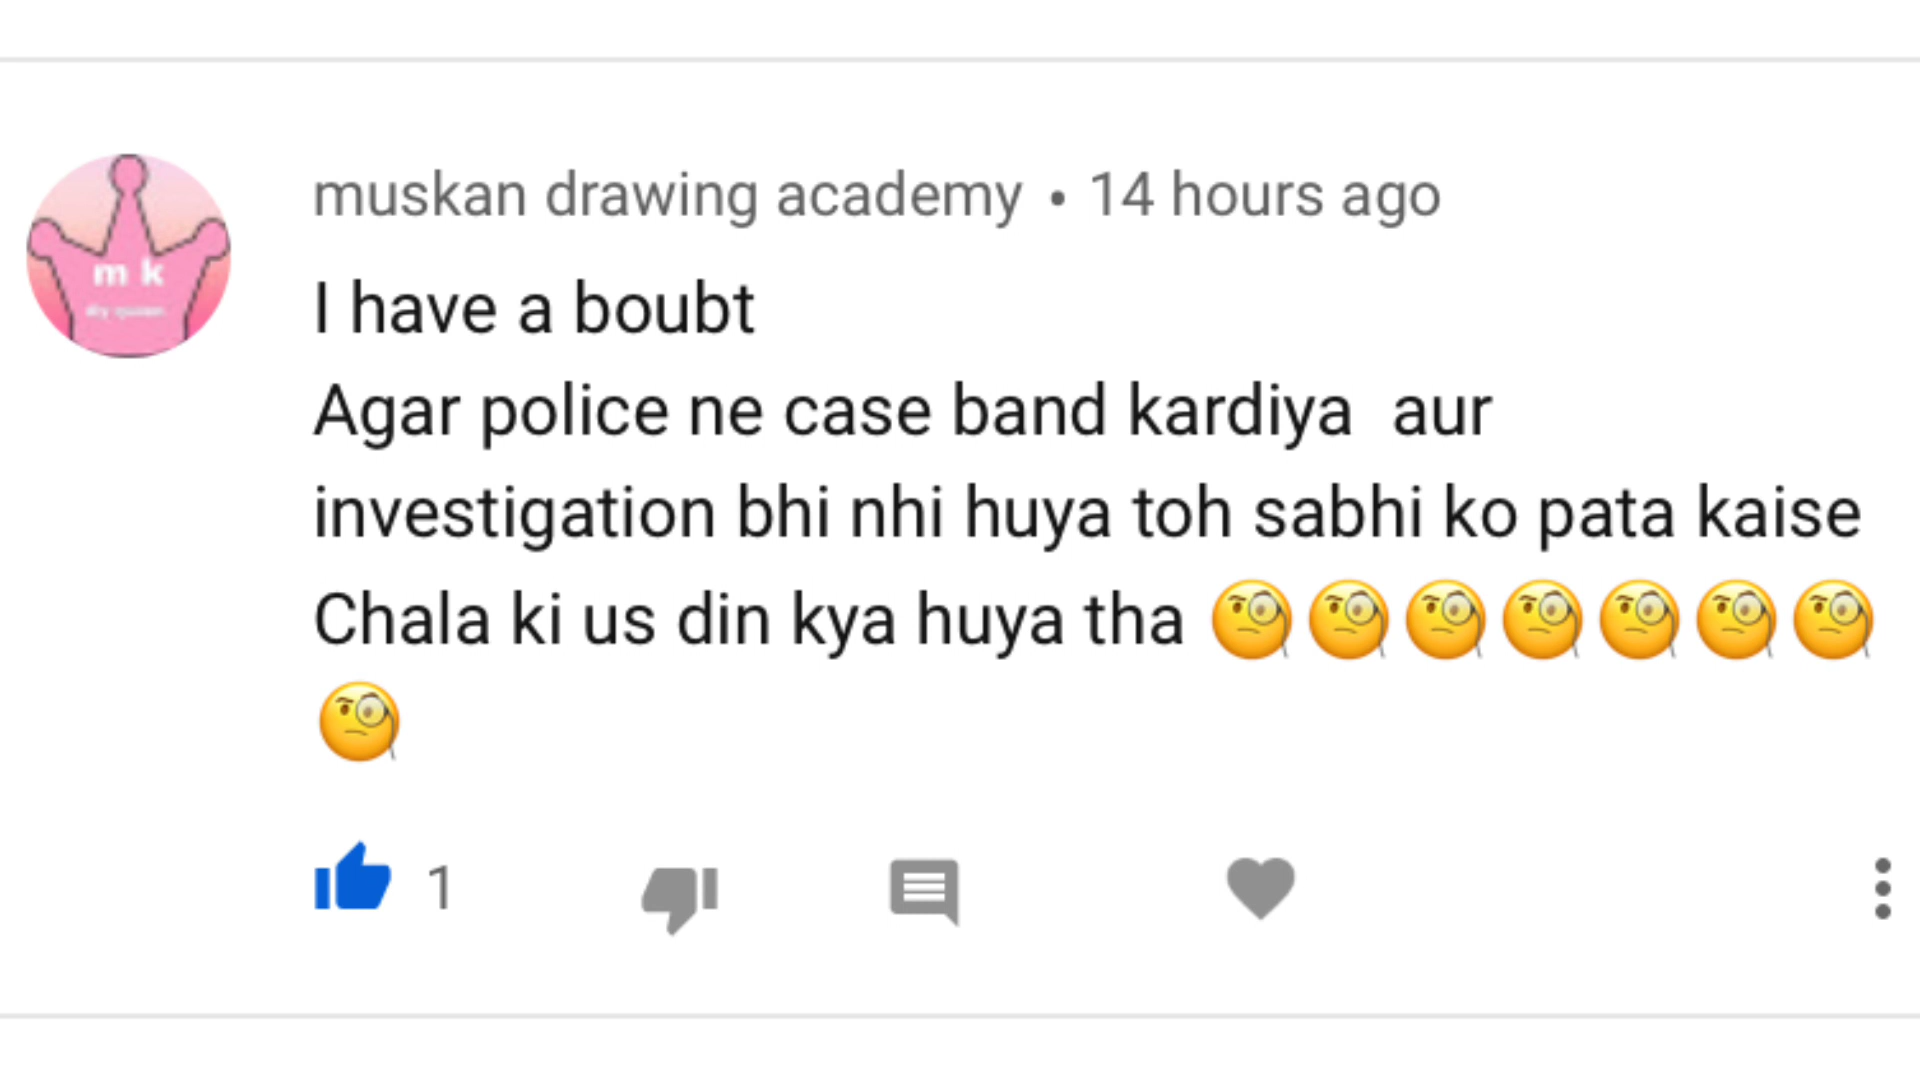 muskan drawing academy • 14 hours ago
m k
I have a boubt
Agar police ne case band kardiya  aur
investigation bhi nhi huya toh sabhi ko pata kaise
Chala ki us din kya huya tha 🧐🧐🧐🧐🧐🧐🧐
🧐
1